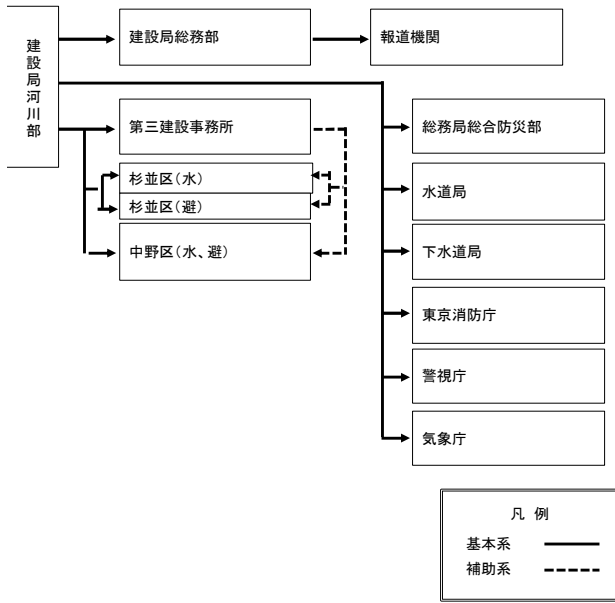 建設局河川部
建設局総務部
報道機関
第三建設事務所
杉並区（水）
杉並区（避）
中野区（水、避）
総務局総合防災部
水道局
下水道局
東京消防庁
警視庁
気象庁
凡 例
基本系
補助系